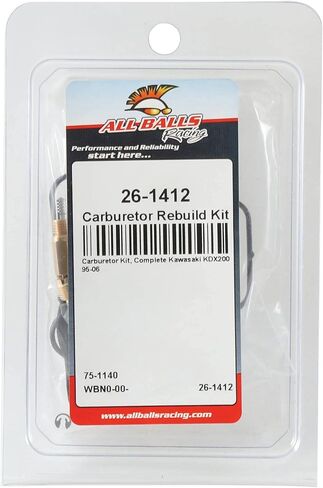 ALL BALLS
Racing
Performance and Reliability
start here...
26-1412
Carburetor Rebuild Kit
Carburetor Kit, Complete Kawasaki KDX200
95-06
75-1140
WBN0-00-
26-1412
www.allballsracing.com